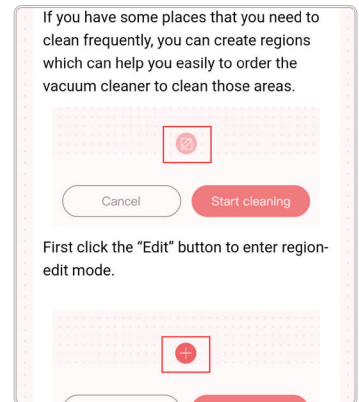 If you have some places that you need to
clean frequently, you can create regions
which can help you easily to order the
vacuum cleaner to clean those areas.
Cancel
Start cleaning
First click the “Edit” button to enter region-
edit mode.